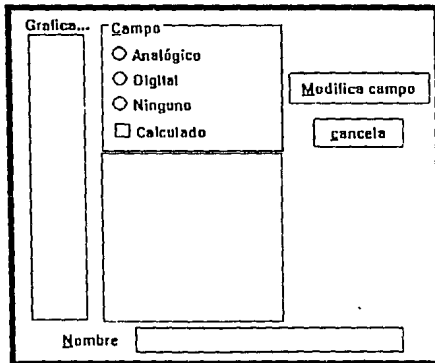 Grafica...
Campo
Analógico
Digital
Ninguno
Calculado
Modifica campo
cancela
Nombre